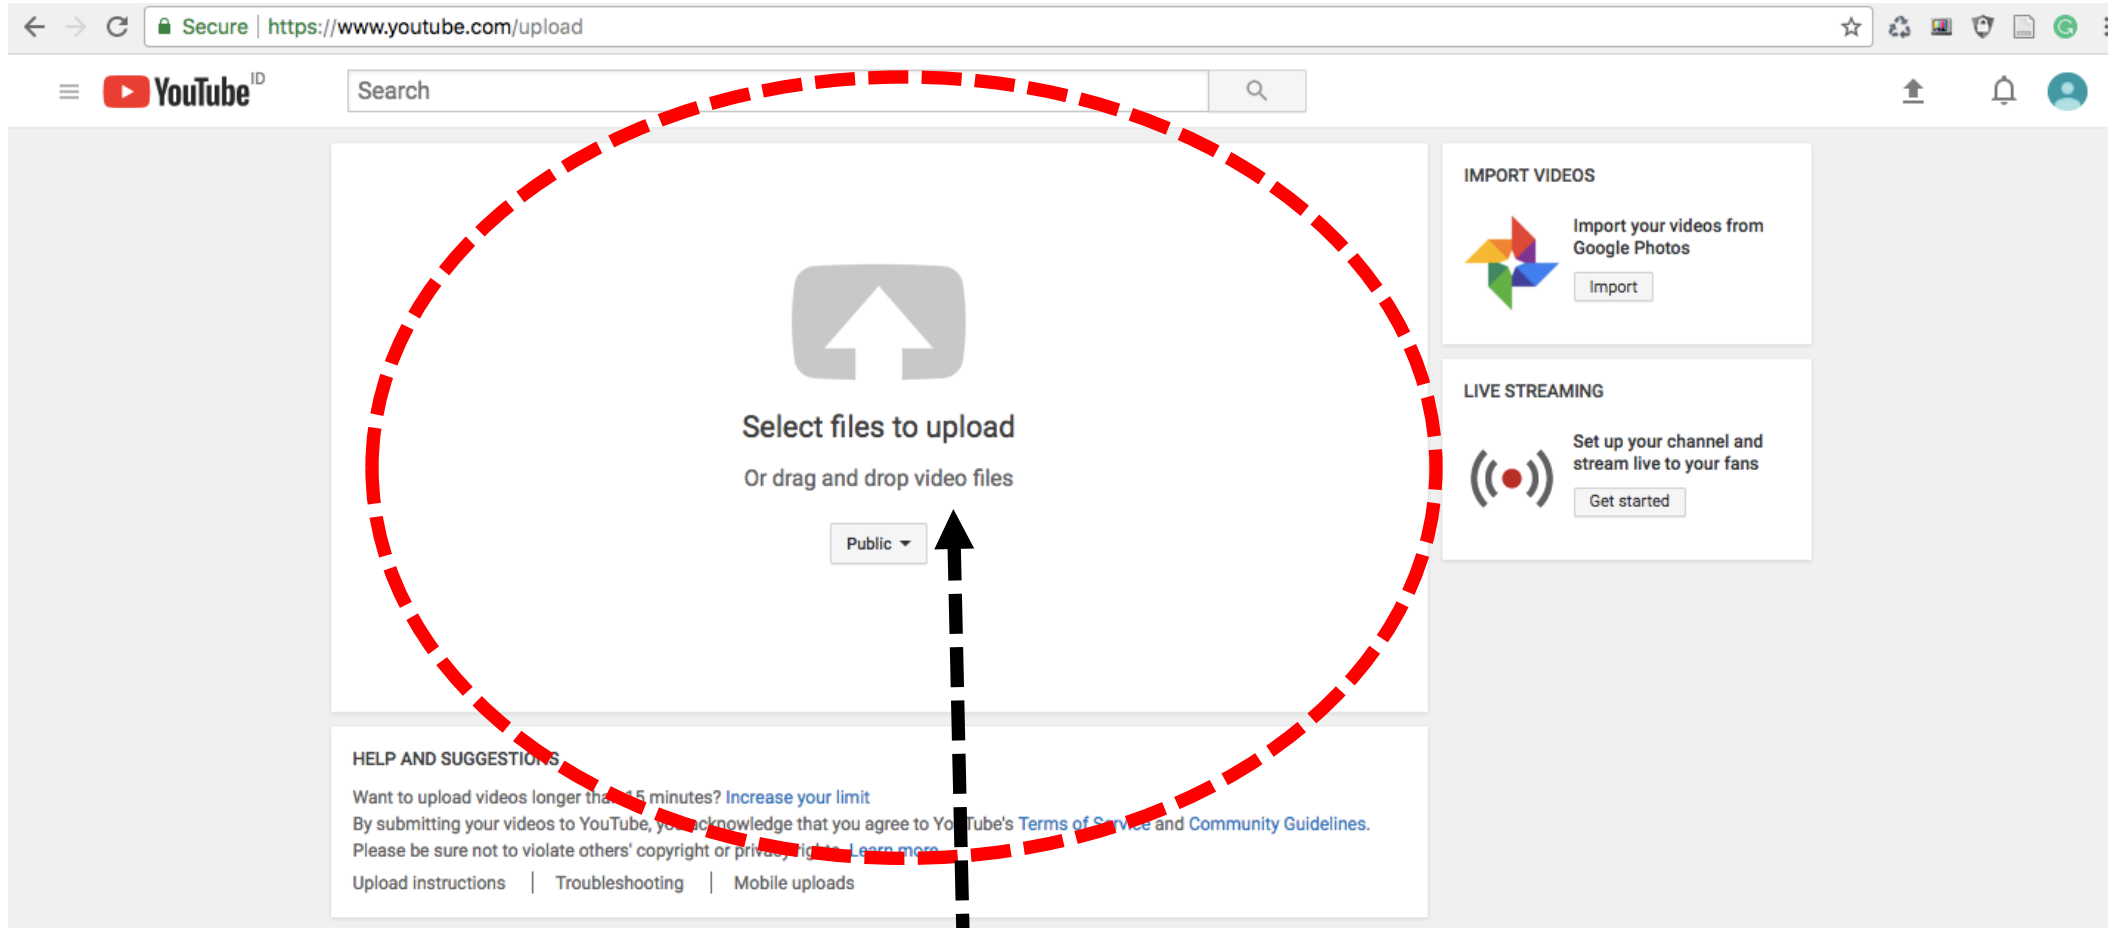 Secure | https://www.youtube.com/upload
YouTube ID
Search
Select files to upload
Or drag and drop video files
Public
IMPORT VIDEOS
Import your videos from
Google Photos
Import
LIVE STREAMING
Set up your channel and
stream live to your fans
Get started
HELP AND SUGGESTIONS
Want to upload videos longer than 15 minutes? Increase your limit
By submitting your videos to YouTube, you acknowledge that you agree to YouTube's Terms of Service and Community Guidelines.
Please be sure not to violate others' copyright or privacy rights. Learn more
Upload instructions | Troubleshooting | Mobile uploads